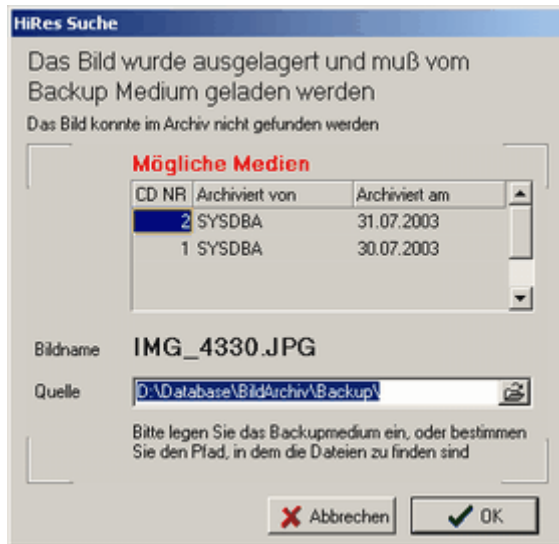 HiRes Suche
Das Bild wurde ausgelagert und muß vom
Backup Medium geladen werden
Das Bild konnte im Archiv nicht gefunden werden
Mögliche Medien
CD NR Archiviert von Archiviert am
2 SYSDBA 31.07.2003
1 SYSDBA 30.07.2003
Bildname IMG_4330.JPG
Quelle D:\Database\BildArchiv\Backup\
Bitte legen Sie das Backupmedium ein, oder bestimmen
Sie den Pfad, in dem die Dateien zu finden sind
Abbrechen OK